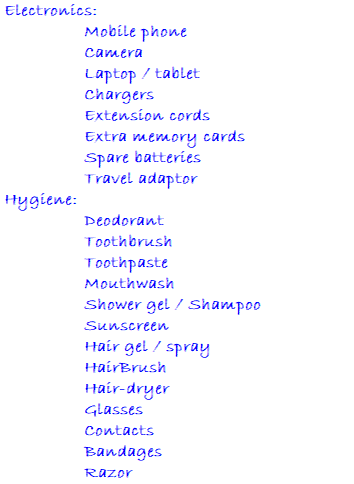 Electronics:
Mobile phone
Camera
Laptop / tablet
Chargers
Extension cords
Extra memory cards
Spare batteries
Travel adaptor
Hygiene:
Deodorant
Toothbrush
Toothpaste
Mouthwash
Shower gel / Shampoo
Sunscreen
Hair gel / spray
HairBrush
Hair-dryer
Glasses
Contacts
Bandages
Razor